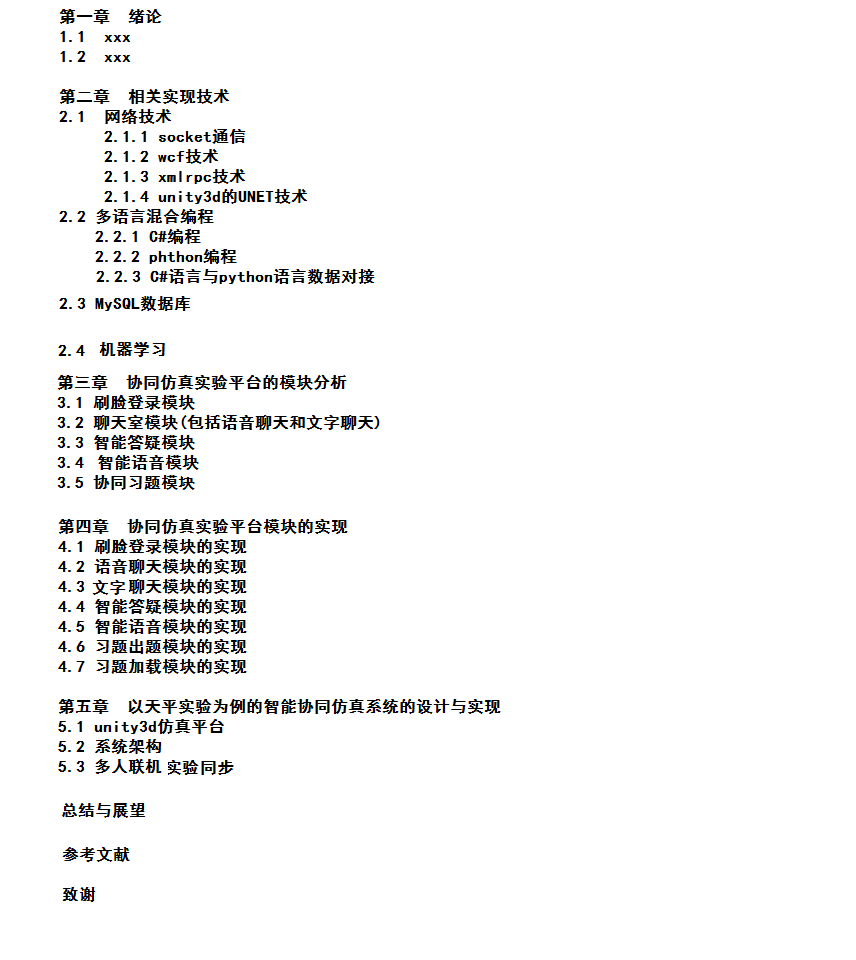 第一章  绪论
1.1  xxx
1.2  xxx
第二章  相关实现技术
2.1  网络技术
2.1.1 socket通信
2.1.2 wcf技术
2.1.3 xmlrpc技术
2.1.4 unity3d的UNET技术
2.2 多语言混合编程
2.2.1 C#编程
2.2.2 phthon编程
2.2.3 C#语言与python语言数据对接
2.3 MySQL数据库
2.4  机器学习
第三章  协同仿真实验平台的模块分析
3.1 刷脸登录模块
3.2 聊天室模块(包括语音聊天和文字聊天)
3.3 智能答疑模块
3.4  智能语音模块
3.5 协同习题模块
第四章  协同仿真实验平台模块的实现
4.1 刷脸登录模块的实现
4.2 语音聊天模块的实现
4.3 文字聊天模块的实现
4.4 智能答疑模块的实现
4.5 智能语音模块的实现
4.6 习题出题模块的实现
4.7 习题加载模块的实现
第五章  以天平实验为例的智能协同仿真系统的设计与实现
5.1 unity3d仿真平台
5.2 系统架构
5.3 多人联机实验同步
总结与展望
参考文献
致谢